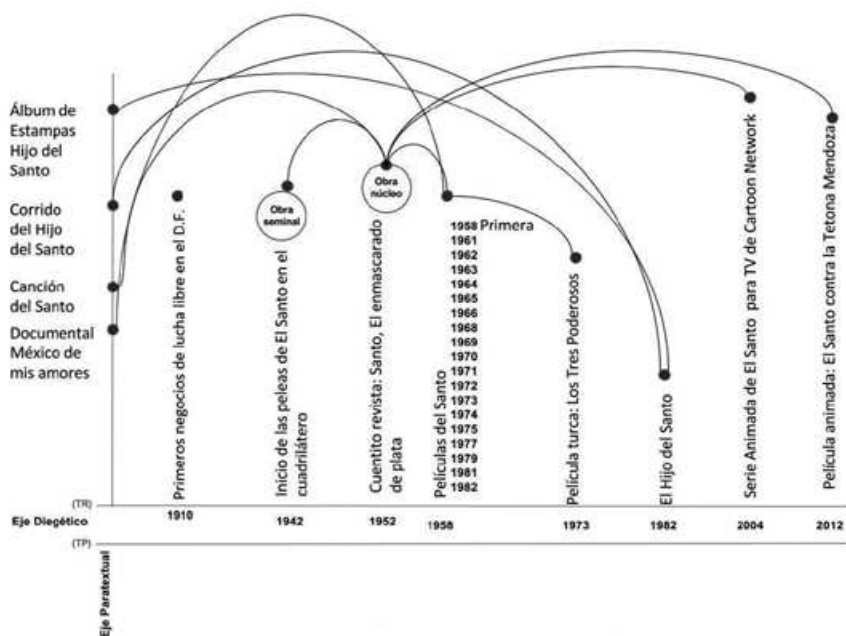 Álbum de
Estampas
Hijo del
Santo
Corrido
del Hijo
del Santo
Canción
del Santo
Documental
México de
mis amores
Primeros negocios de lucha libre en el D.F.
Obra
seminal
Inicio de las peleas de El Santo en el
cuadrilátero
Obra
núcleo
Cuentito revista: Santo, El enmascarado
de plata
Películas del Santo
1958 Primera
1961
1962
1963
1964
1965
1966
1968
1969
1970
1971
1972
1973
1974
1975
1977
1979
1981
1982
Película turca: Los Tres Poderosos
El Hijo del Santo
Serie Animada de El Santo para TV de Cartoon Network
Película animada: El Santo contra la Tetona Mendoza
(TR)
Eje Diegético
1910
1942
1952
1958
1973
1982
2004
2012
(TP)
Eje Paratextual